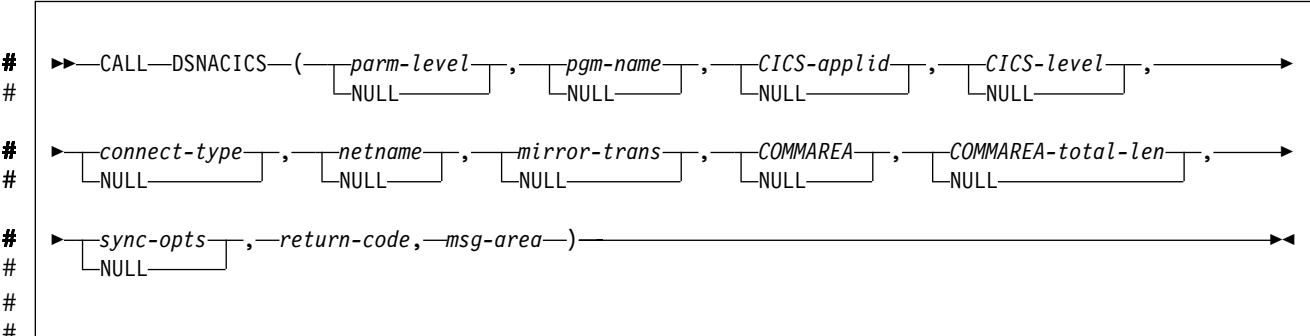 # ►►──CALL──DSNACICS──(──parm-level──,──pgm-name──,──CICS-applid──,──CICS-level──,──►
# NULL NULL NULL NULL
# ►──connect-type──,──netname──,──mirror-trans──,──COMMAREA──,──COMMAREA-total-len──,──►
# NULL NULL NULL NULL NULL
# ►──sync-opts──,──return-code,──msg-area──)──►◄
# NULL
#
#